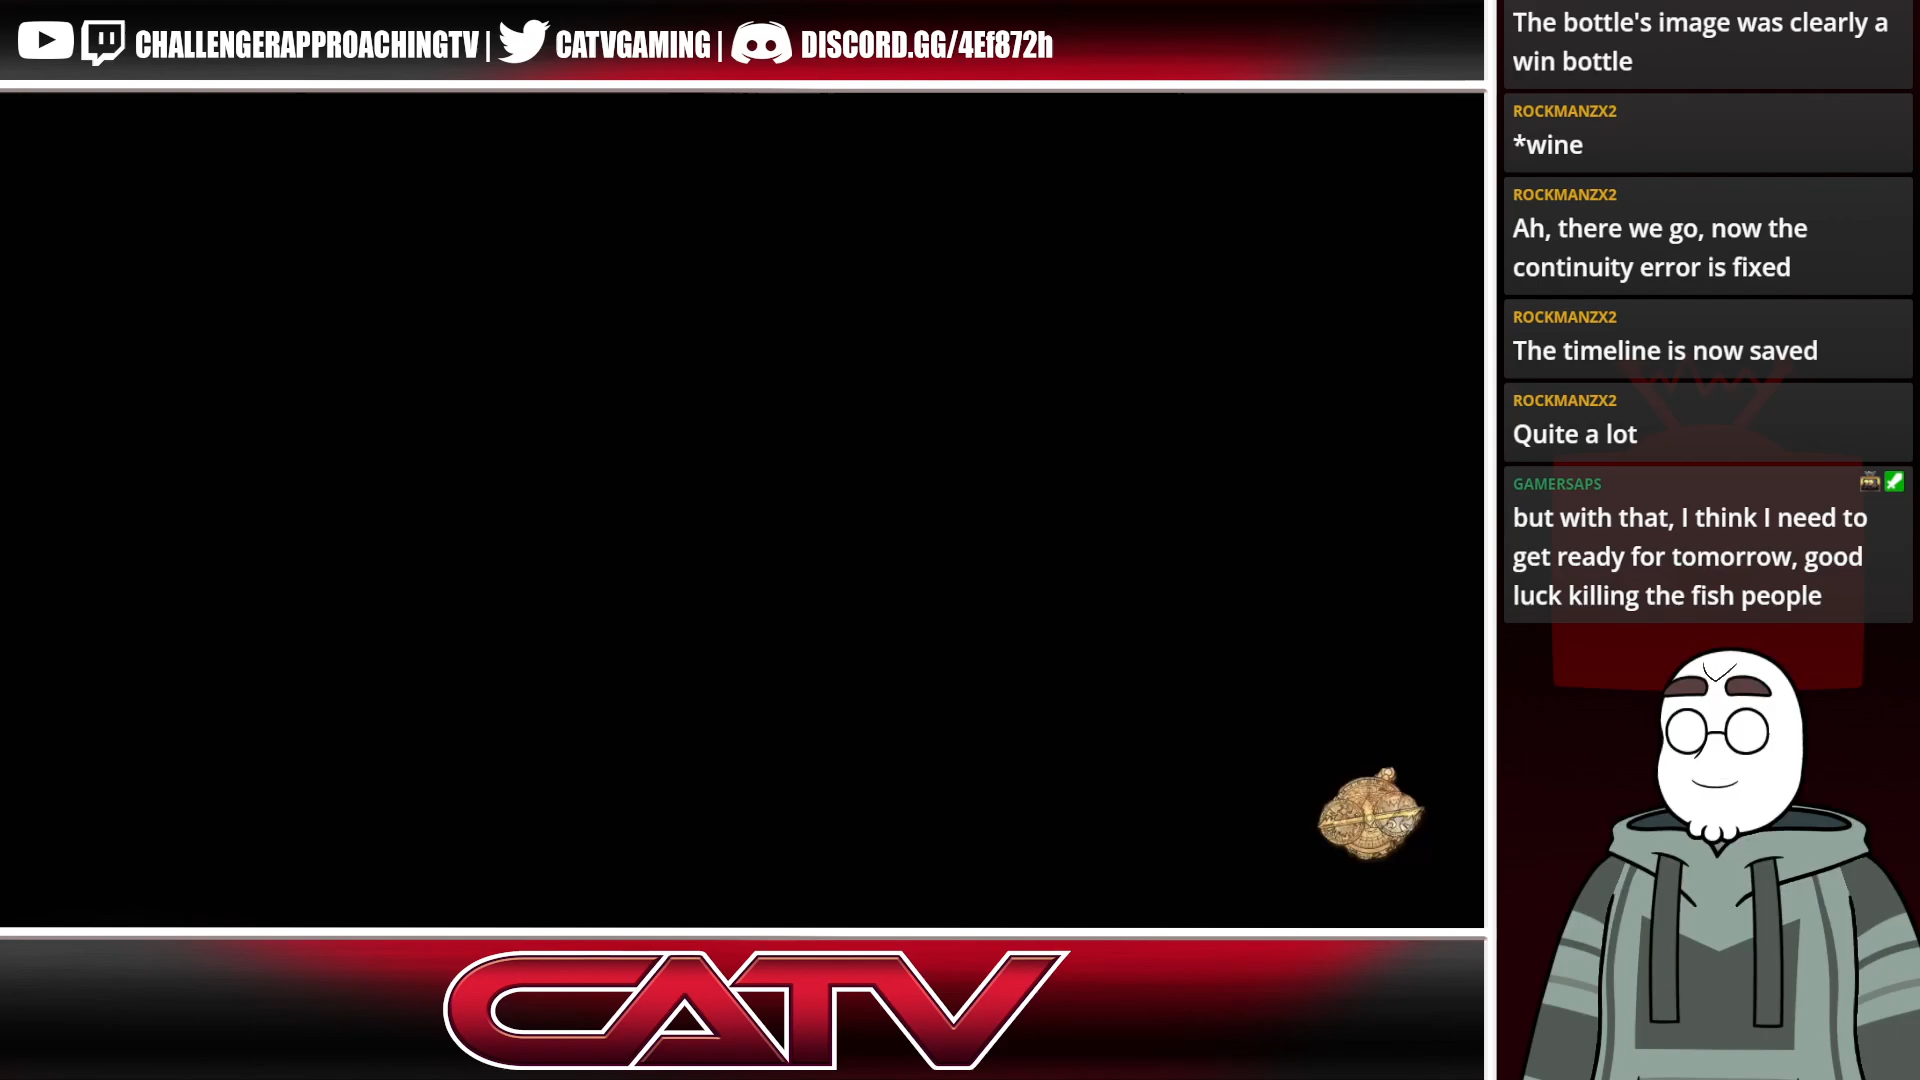 CHALLENGERAPPROACHINGTV | CATVGAMING | DISCORD.GG/4Ef872h
The bottle's image was clearly a
win bottle
ROCKMANZX2
*wine
ROCKMANZX2
Ah, there we go, now the
continuity error is fixed
ROCKMANZX2
The timeline is now saved
ROCKMANZX2
Quite a lot
GAMERSAPS
but with that, I think I need to
get ready for tomorrow, good
luck killing the fish people
CATV